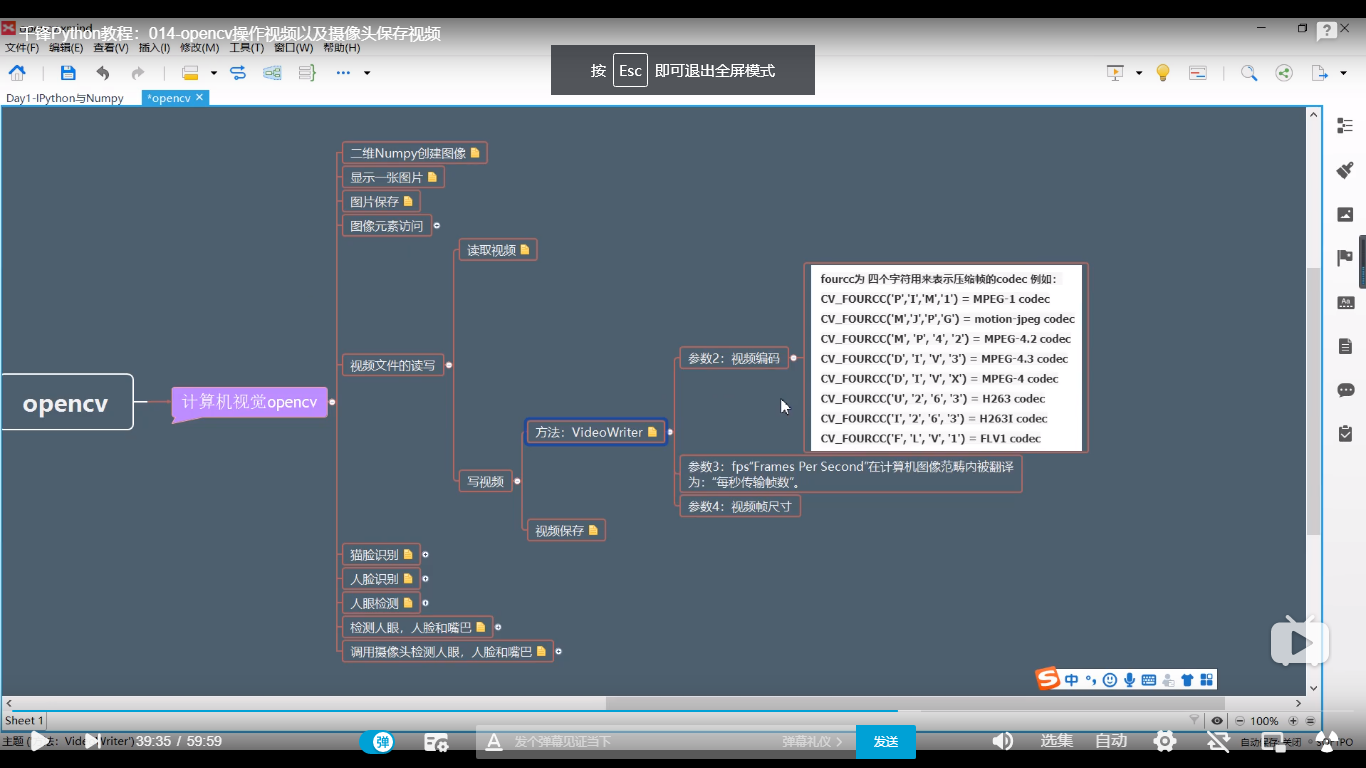 千锋Python教程：014-opencv操作视频以及摄像头保存视频
文件(F) 编辑(E) 查看(V) 插入(I) 修改(M) 工具(T) 窗口(W) 帮助(H)
按 Esc 即可退出全屏模式
Day1-IPython与Numpy
*opencv
二维Numpy创建图像
显示一张图片
图片保存
图像元素访问
读取视频
fourcc为 四个字符用来表示压缩帧的codec 例如：
CV_FOURCC('P','I','M','1') = MPEG-1 codec
CV_FOURCC('M','J','P','G') = motion-jpeg codec
CV_FOURCC('M', 'P', '4', '2') = MPEG-4.2 codec
CV_FOURCC('D', 'I', 'V', '3') = MPEG-4.3 codec
CV_FOURCC('D', 'I', 'V', 'X') = MPEG-4 codec
CV_FOURCC('U', '2', '6', '3') = H263 codec
CV_FOURCC('I', '2', '6', '3') = H263I codec
CV_FOURCC('F', 'L', 'V', '1') = FLV1 codec
参数2：视频编码
视频文件的读写
opencv
计算机视觉opencv
方法：VideoWriter
参数3：fps“Frames Per Second”在计算机图像范畴内被翻译
为：“每秒传输帧数”。
写视频
参数4：视频帧尺寸
视频保存
猫脸识别
人脸识别
人眼检测
检测人眼，人脸和嘴巴
调用摄像头检测人眼，人脸和嘴巴
中
Sheet 1
100%
39:35 / 59:59
弹
发个弹幕见证当下
弹幕礼仪 >
发送
选集
自动